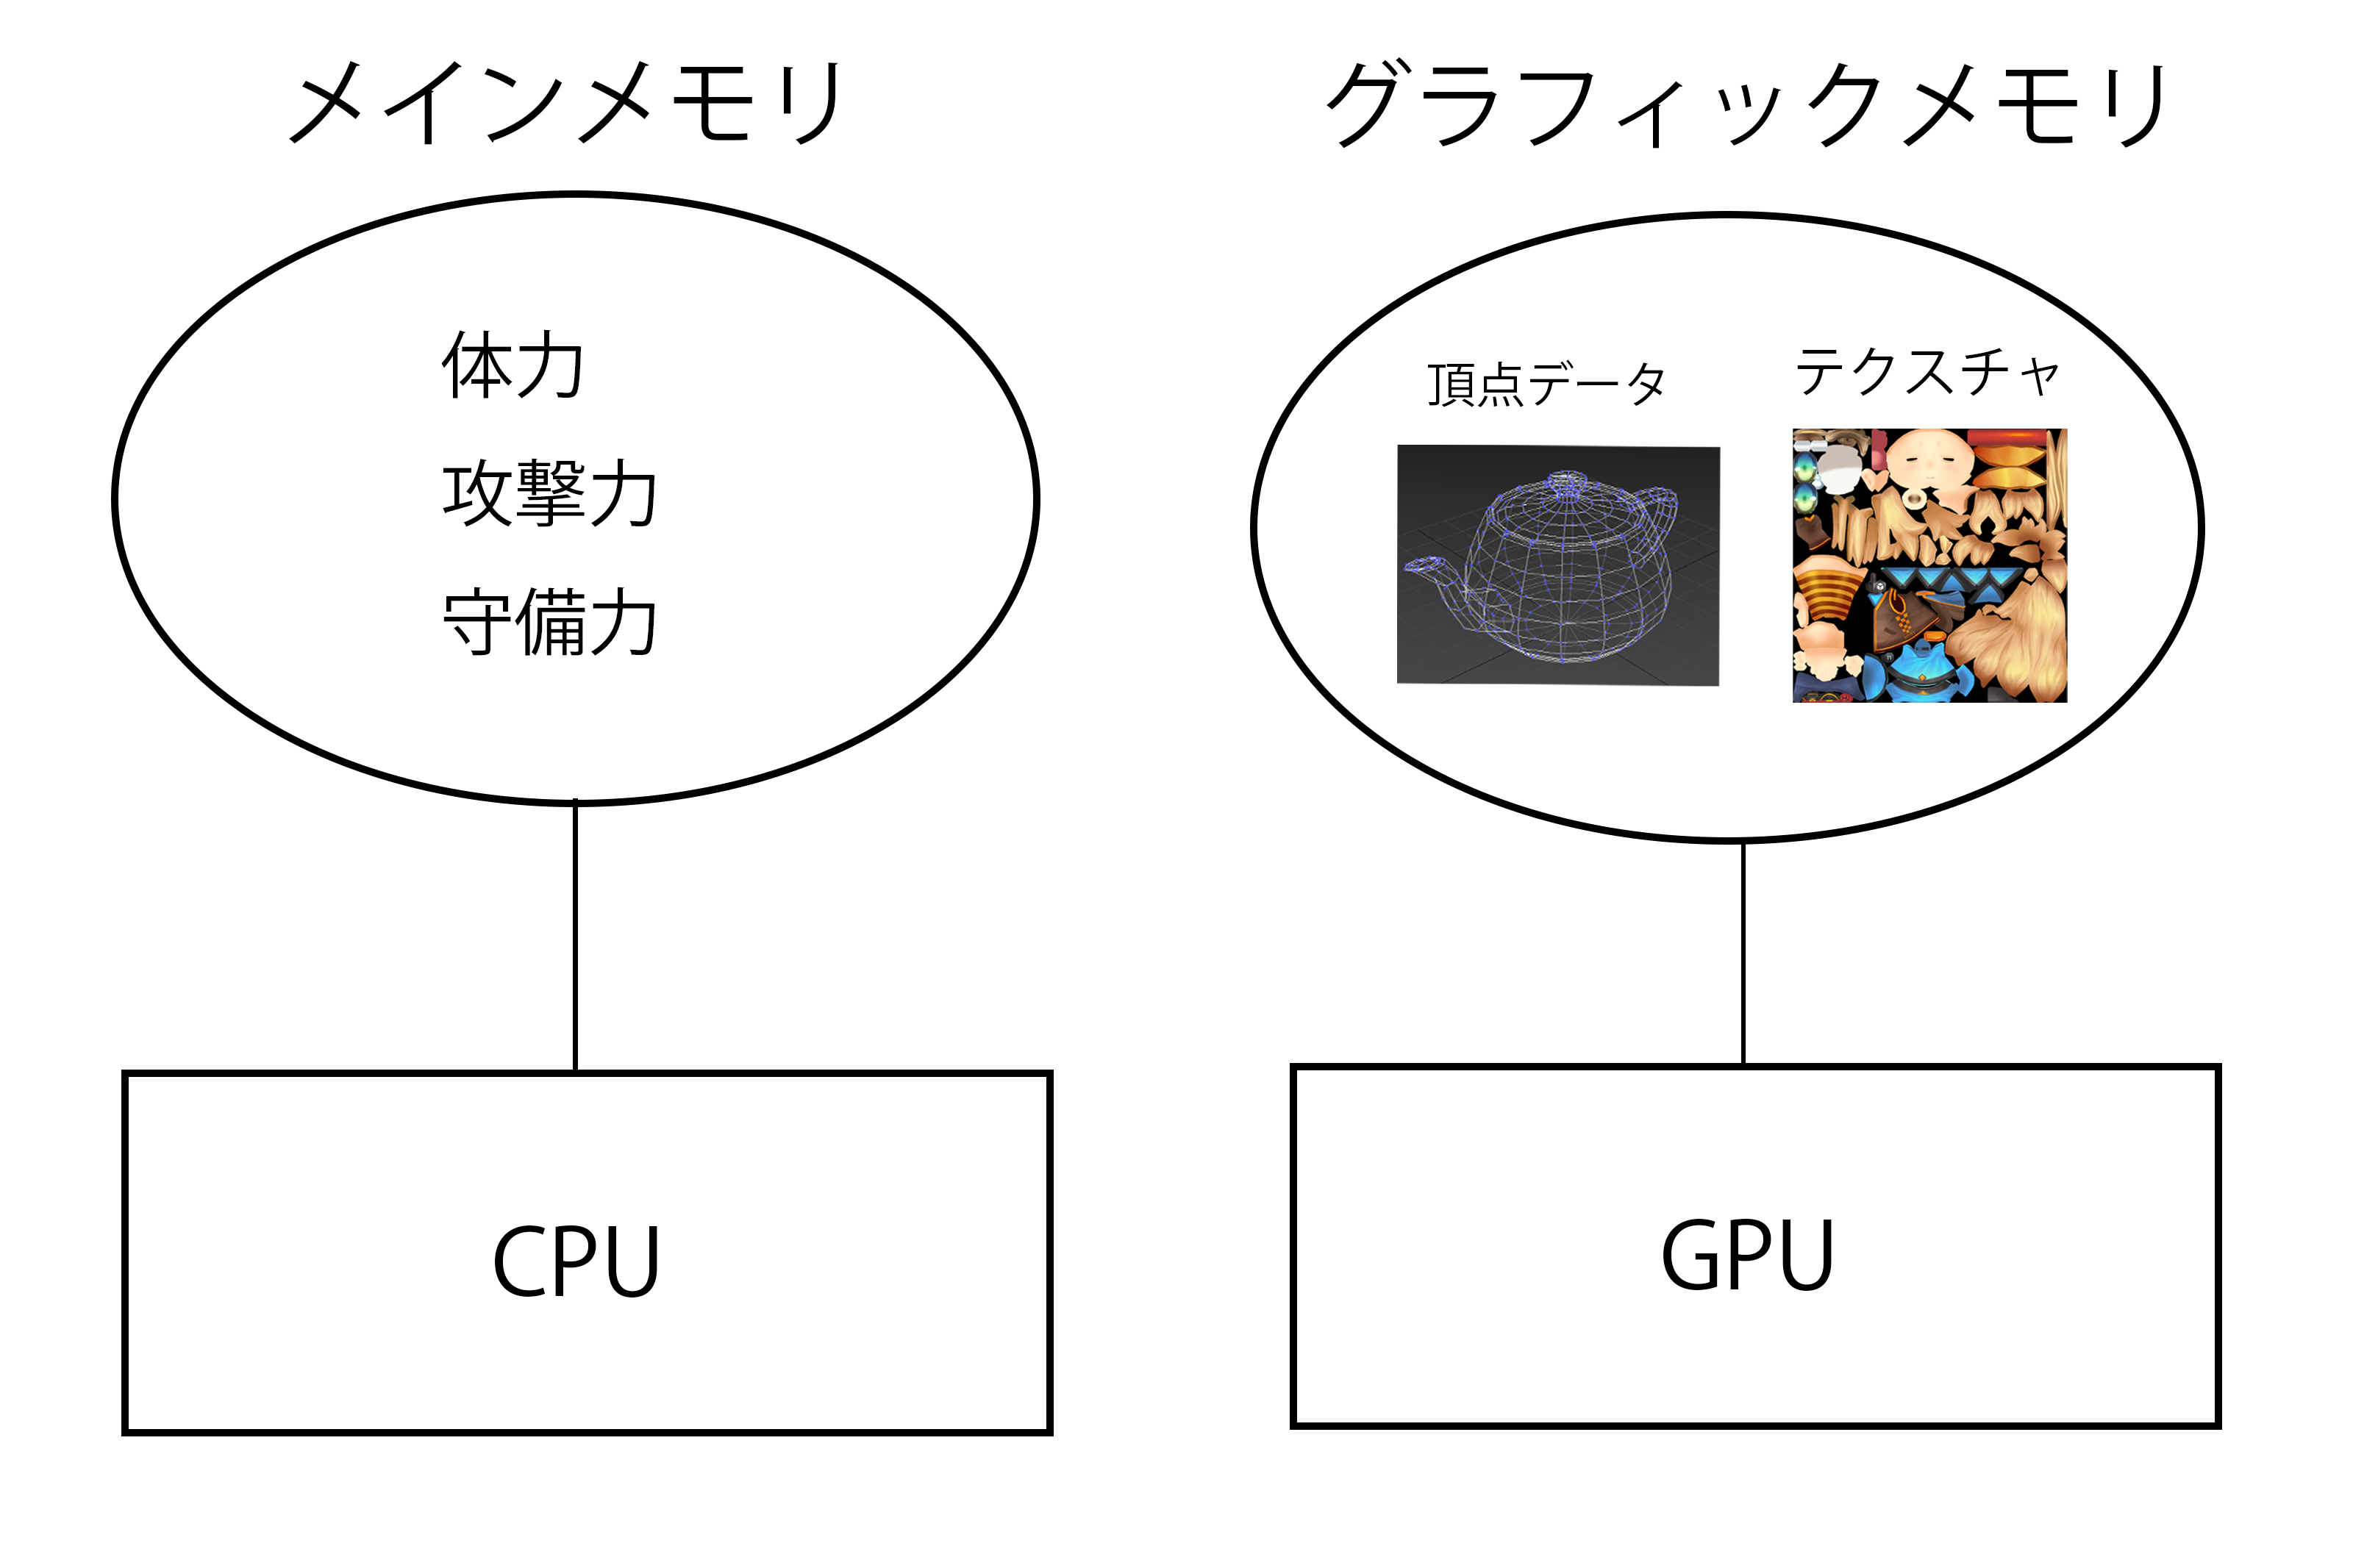 メインメモリ
グラフィックメモリ
体力
攻撃力
守備力
頂点データ
テクスチャ
CPU
GPU